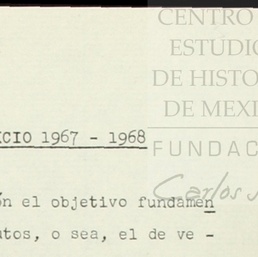 CENTRO
ESTUDIO
DE HISTO
DE MEXI
FUNDAC
Carlos
ICIO 1967 - 1968
ón el objetivo fundamen
utos, o sea, el de ve -